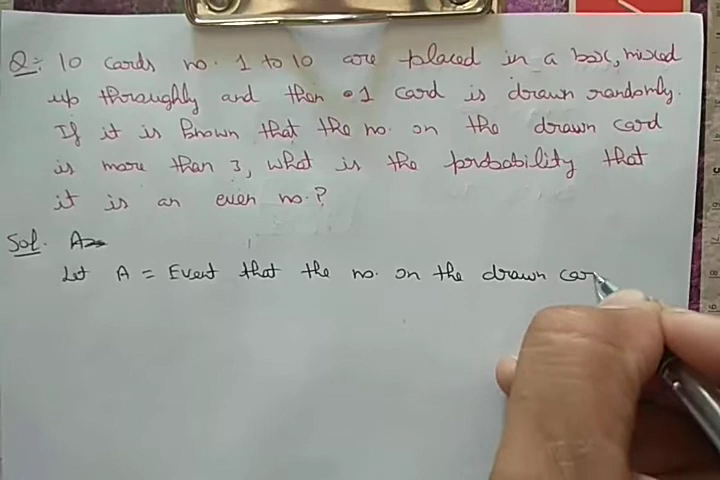 Q:- 10 cards no. 1 to 10 are placed in a box, mixed
up throughly and then 1 card is drawn randomly.
If it is known that the no. on the drawn card
is more than 3, what is the probability that
it is an even no.?
Sol. A
Let A = Event that the no. on the drawn car